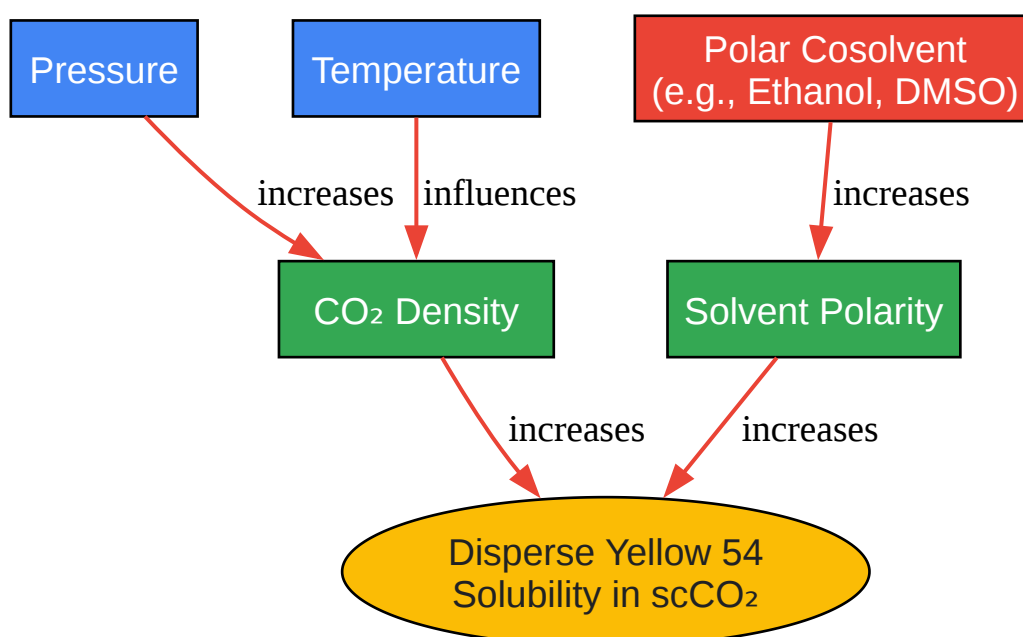 Pressure
Temperature
Polar Cosolvent
(e.g., Ethanol, DMSO)
increases
influences
increases
CO₂ Density
Solvent Polarity
increases
increases
Disperse Yellow 54
Solubility in scCO₂